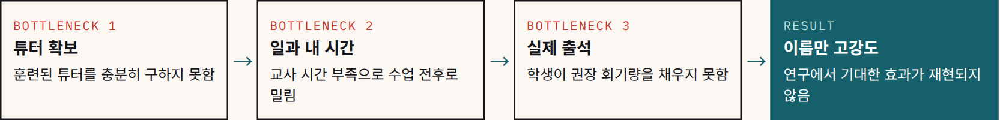 BOTTLENECK 1
튜터 확보
훈련된 튜터를 충분히 구하지 못함
→
BOTTLENECK 2
일과 내 시간
교사 시간 부족으로 수업 전후로
밀림
→
BOTTLENECK 3
실제 출석
학생이 권장 회기량을 채우지 못함
→
RESULT
이름만 고강도
연구에서 기대한 효과가 재현되지
않음